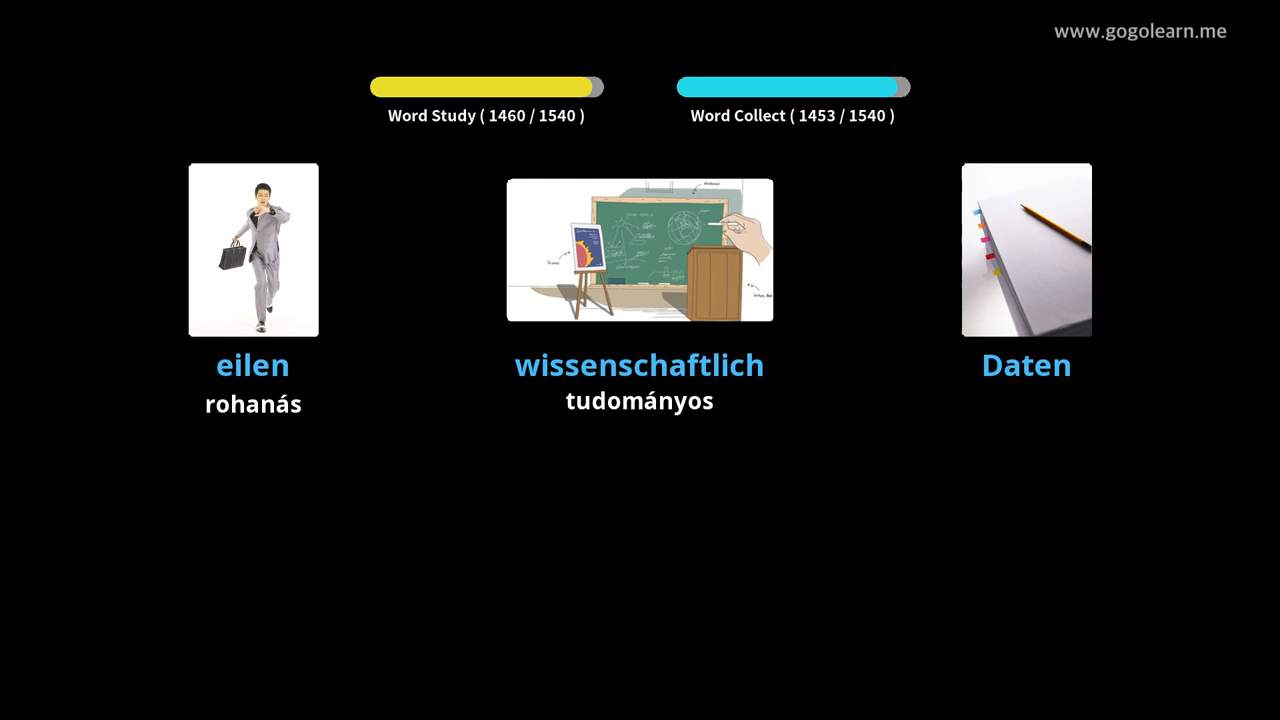 www.gogolearn.me
Word Study ( 1460 / 1540 )
Word Collect ( 1453 / 1540 )
eilen
rohanás
wissenschaftlich
tudományos
Daten